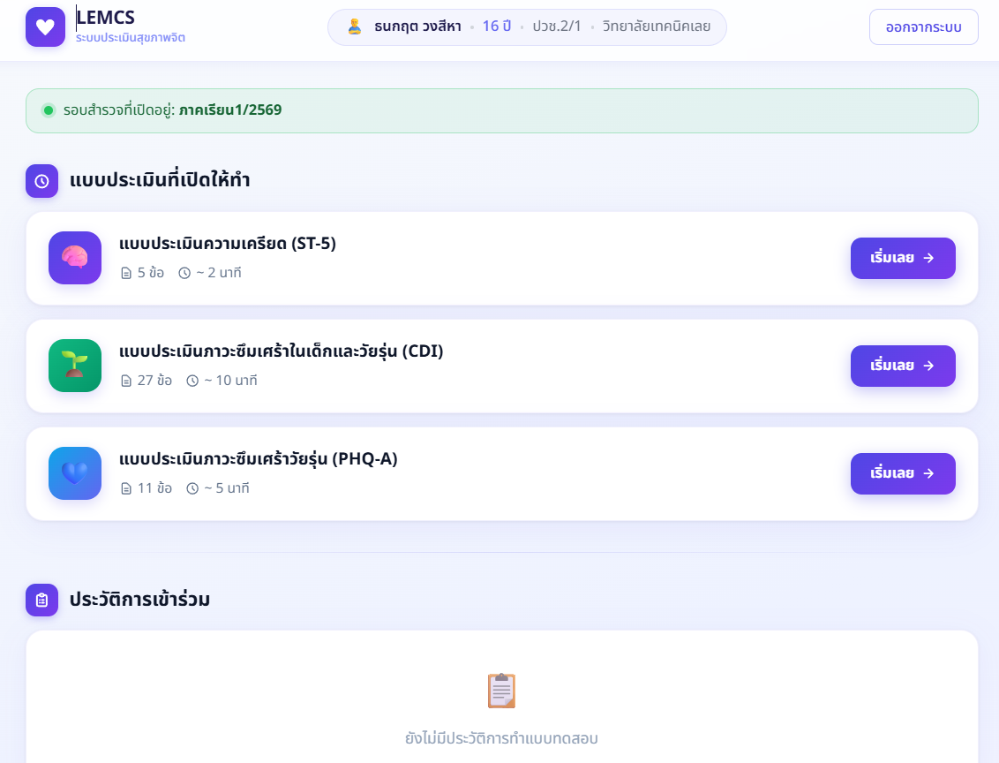 LEMCS
ระบบประเมินสุขภาพจิต
ธนกฤต วงสีหา • 16 ปี • ปวช.2/1 • วิทยาลัยเทคนิคเลย
ออกจากระบบ
รอบสำรวจที่เปิดอยู่: ภาคเรียน1/2569
แบบประเมินที่เปิดให้ทำ
แบบประเมินความเครียด (ST-5)
5 ข้อ ~ 2 นาที
เริ่มเลย →
แบบประเมินภาวะซึมเศร้าในเด็กและวัยรุ่น (CDI)
27 ข้อ ~ 10 นาที
เริ่มเลย →
แบบประเมินภาวะซึมเศร้าวัยรุ่น (PHQ-A)
11 ข้อ ~ 5 นาที
เริ่มเลย →
ประวัติการเข้าร่วม
ยังไม่มีประวัติการทำแบบทดสอบ